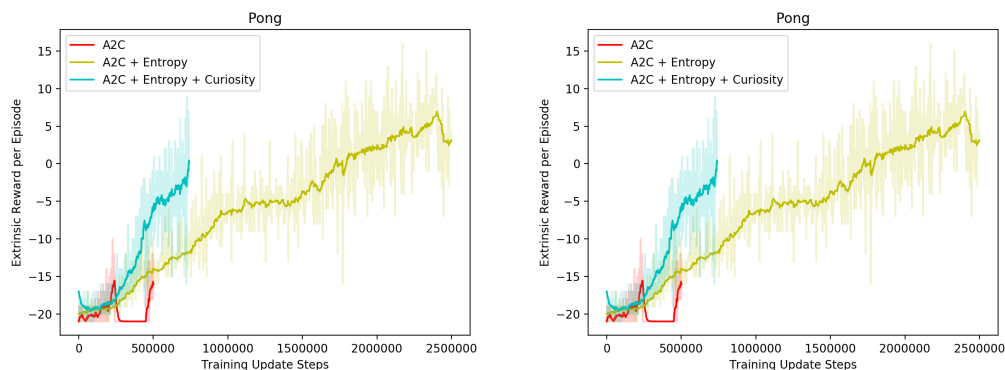 Pong
A2C
A2C + Entropy
A2C + Entropy + Curiosity
Extrinsic Reward per Episode
15
10
5
0
−5
−10
−15
−20
0
500000
1000000
1500000
2000000
2500000
Training Update Steps
Pong
A2C
A2C + Entropy
A2C + Entropy + Curiosity
Extrinsic Reward per Episode
15
10
5
0
−5
−10
−15
−20
0
500000
1000000
1500000
2000000
2500000
Training Update Steps